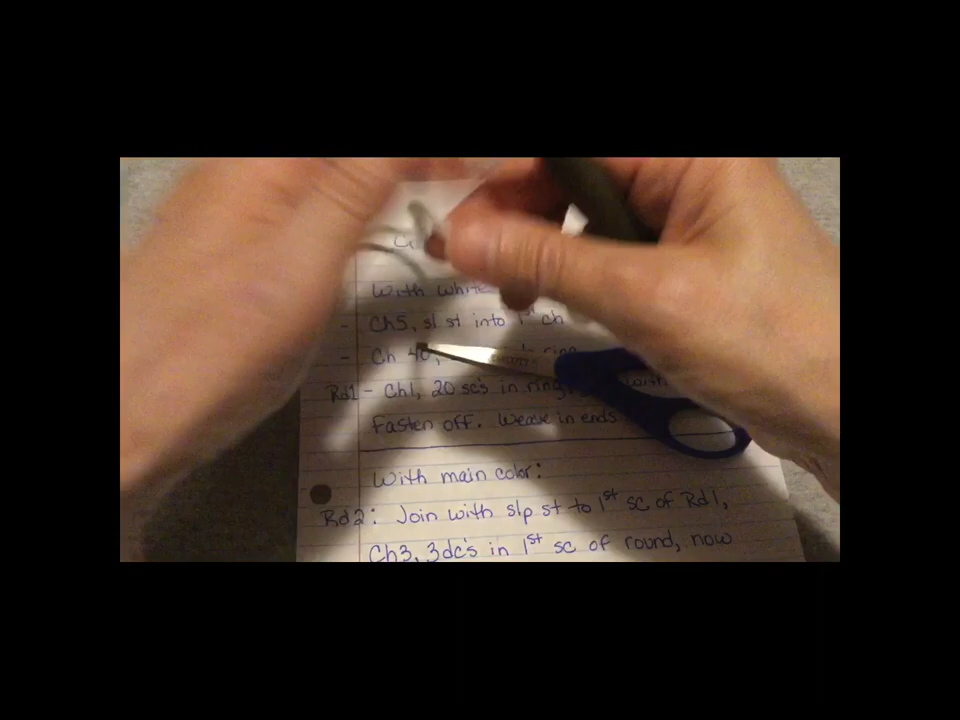 With white
- Ch5, sl st into 1st ch
- Ch 40, ring
Rd1 - Ch1, 20 sc's in ring with
Fasten off. Weave in ends
With main color:
Rd2: Join with slp st to 1st sc of Rd1,
Ch3, 3dc's in 1st sc of round, now